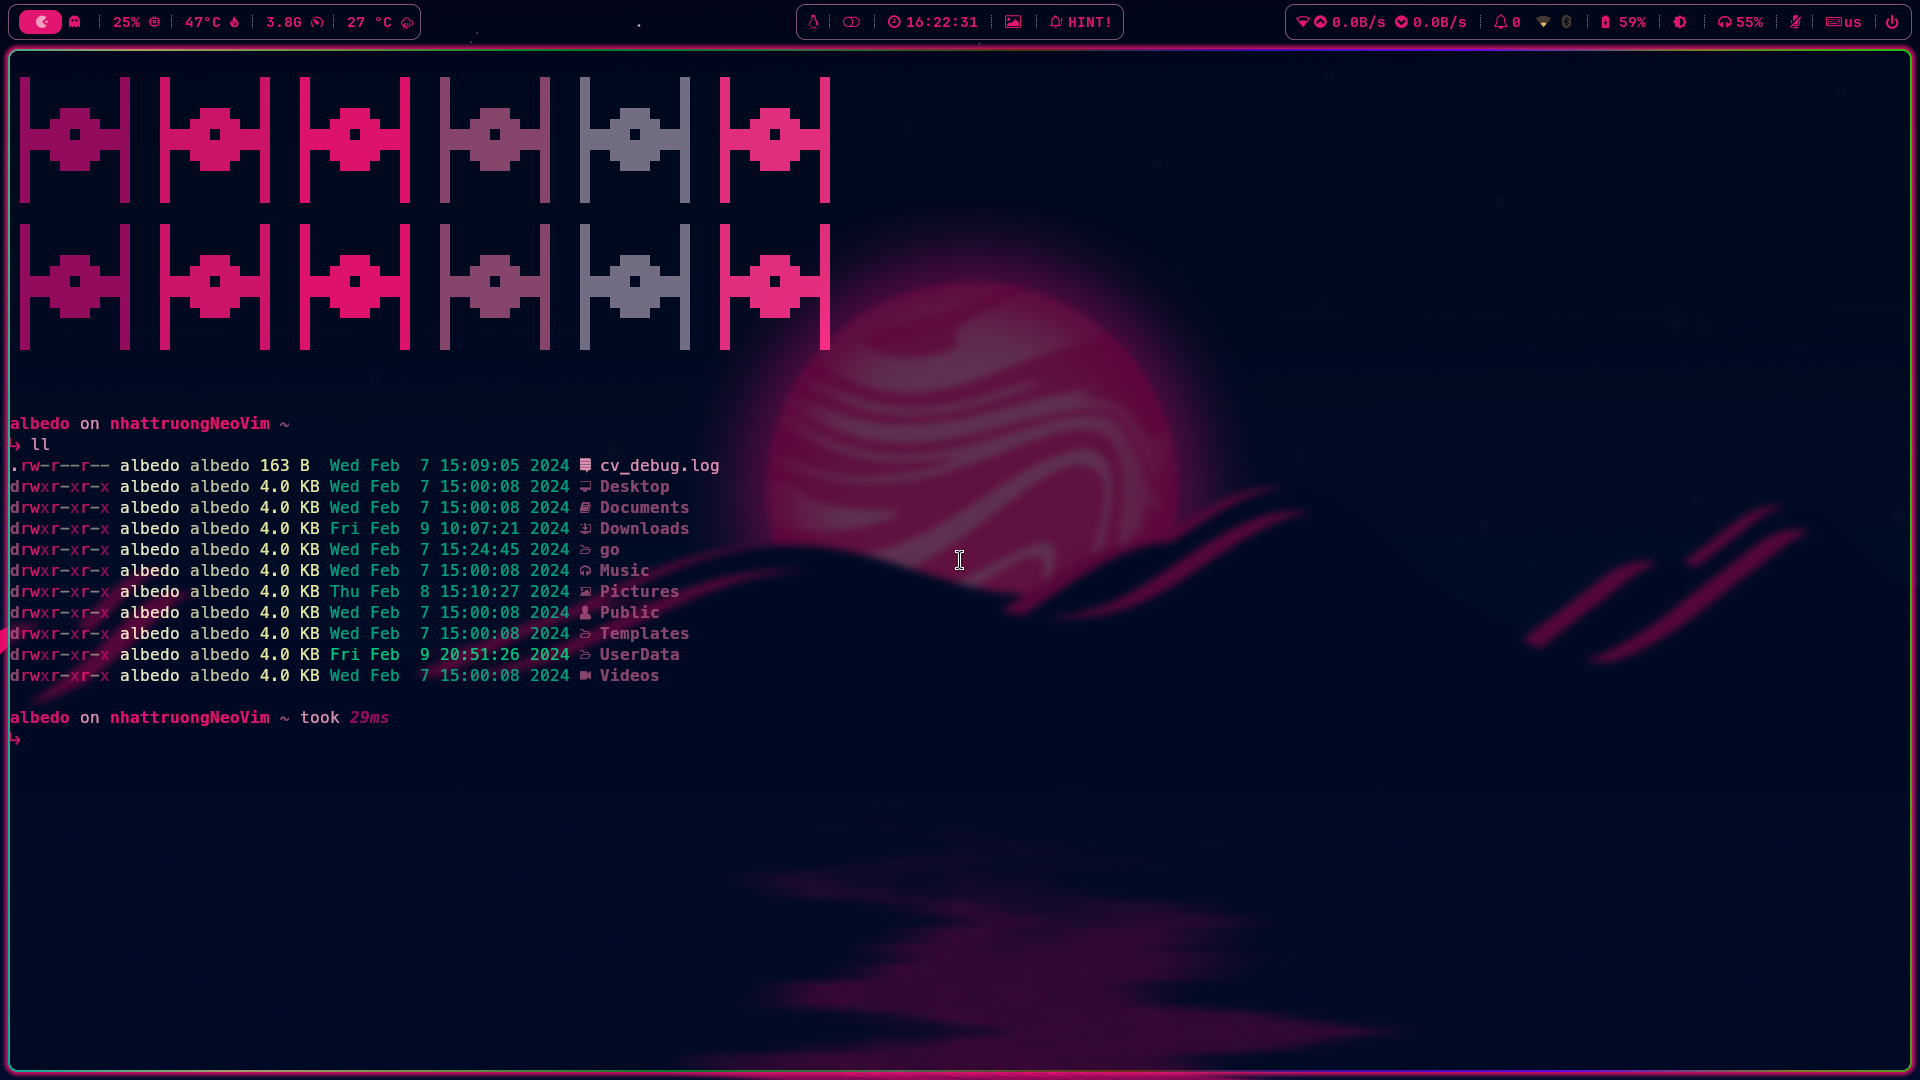 25% 47°C 3.8G 27 °C
16:22:31 HINT!
0.0B/s 0.0B/s 0 59% 55% us
albedo on nhattruongNeoVim ~
↳ ll
.rw-r--r-- albedo albedo 163 B  Wed Feb  7 15:09:05 2024 cv_debug.log
drwxr-xr-x albedo albedo 4.0 KB Wed Feb  7 15:00:08 2024 Desktop
drwxr-xr-x albedo albedo 4.0 KB Wed Feb  7 15:00:08 2024 Documents
drwxr-xr-x albedo albedo 4.0 KB Fri Feb  9 10:07:21 2024 Downloads
drwxr-xr-x albedo albedo 4.0 KB Wed Feb  7 15:24:45 2024 go
drwxr-xr-x albedo albedo 4.0 KB Wed Feb  7 15:00:08 2024 Music
drwxr-xr-x albedo albedo 4.0 KB Thu Feb  8 15:10:27 2024 Pictures
drwxr-xr-x albedo albedo 4.0 KB Wed Feb  7 15:00:08 2024 Public
drwxr-xr-x albedo albedo 4.0 KB Wed Feb  7 15:00:08 2024 Templates
drwxr-xr-x albedo albedo 4.0 KB Fri Feb  9 20:51:26 2024 UserData
drwxr-xr-x albedo albedo 4.0 KB Wed Feb  7 15:00:08 2024 Videos
albedo on nhattruongNeoVim ~ took 29ms
↳